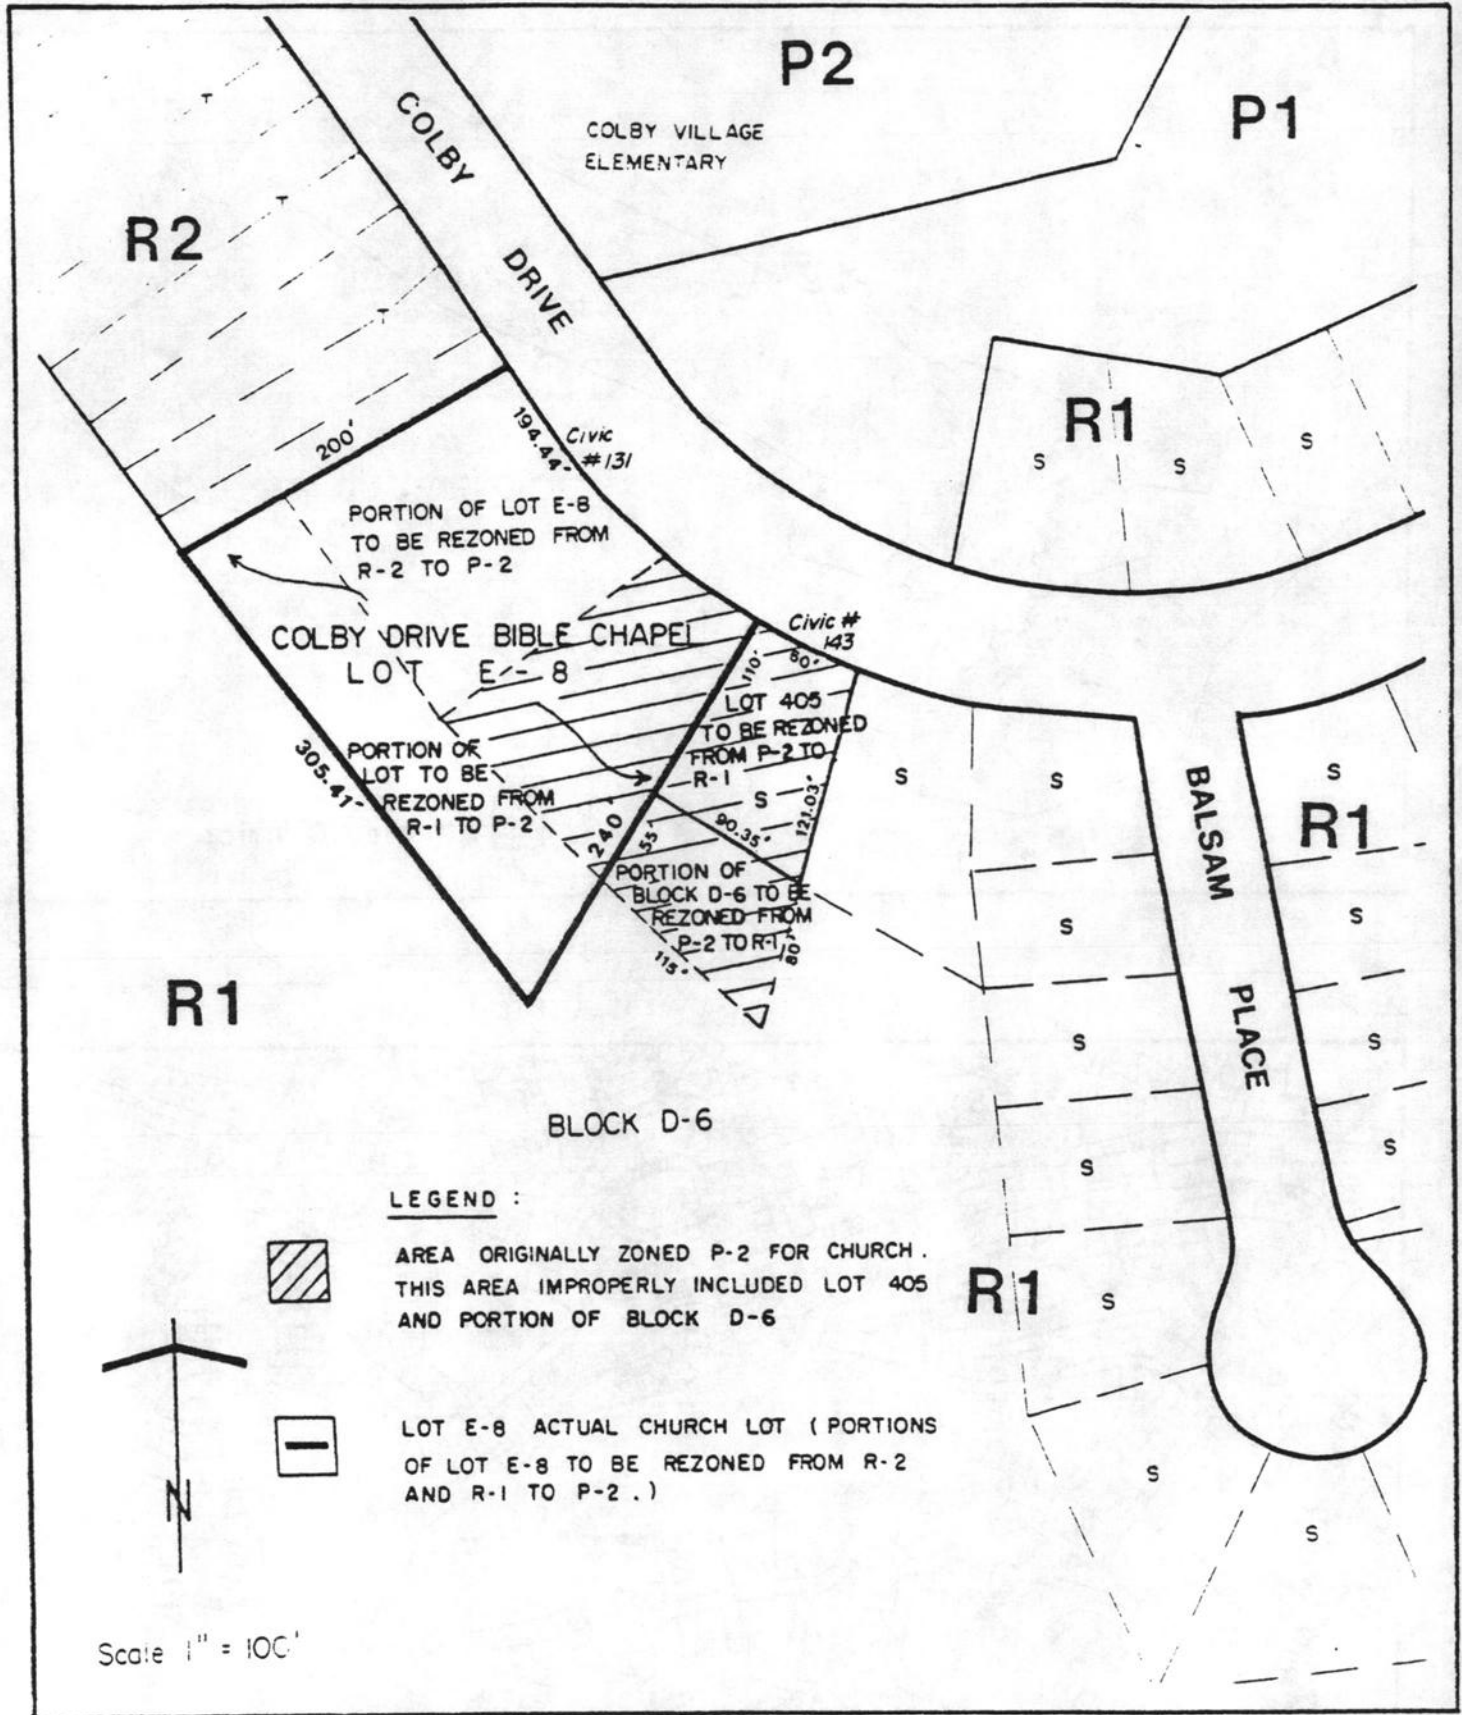 P2
P1
COLBY
DRIVE
COLBY VILLAGE
ELEMENTARY
T
T
T
R2
R1
S
S
S
200'
194.44'
Civic
#131
PORTION OF LOT E-8
TO BE REZONED FROM
R-2 TO P-2
COLBY DRIVE BIBLE CHAPEL
LOT E-8
Civic #
143
110'
80'
LOT 405
TO BE REZONED
FROM P-2 TO
R-1
S
305.41'
PORTION OF
LOT TO BE
REZONED FROM
R-1 TO P-2
240'
55'
90.35'
121.03'
PORTION OF
BLOCK D-6 TO BE
REZONED FROM
P-2 TO R-1
115'
80'
S
S
S
BALSAM
PLACE
R1
S
S
S
S
S
S
R1
BLOCK D-6
LEGEND :
AREA ORIGINALLY ZONED P-2 FOR CHURCH.
THIS AREA IMPROPERLY INCLUDED LOT 405
AND PORTION OF BLOCK D-6
R1
S
S
S
LOT E-8 ACTUAL CHURCH LOT (PORTIONS
OF LOT E-8 TO BE REZONED FROM R-2
AND R-1 TO P-2.)
N
Scale 1" = 100'